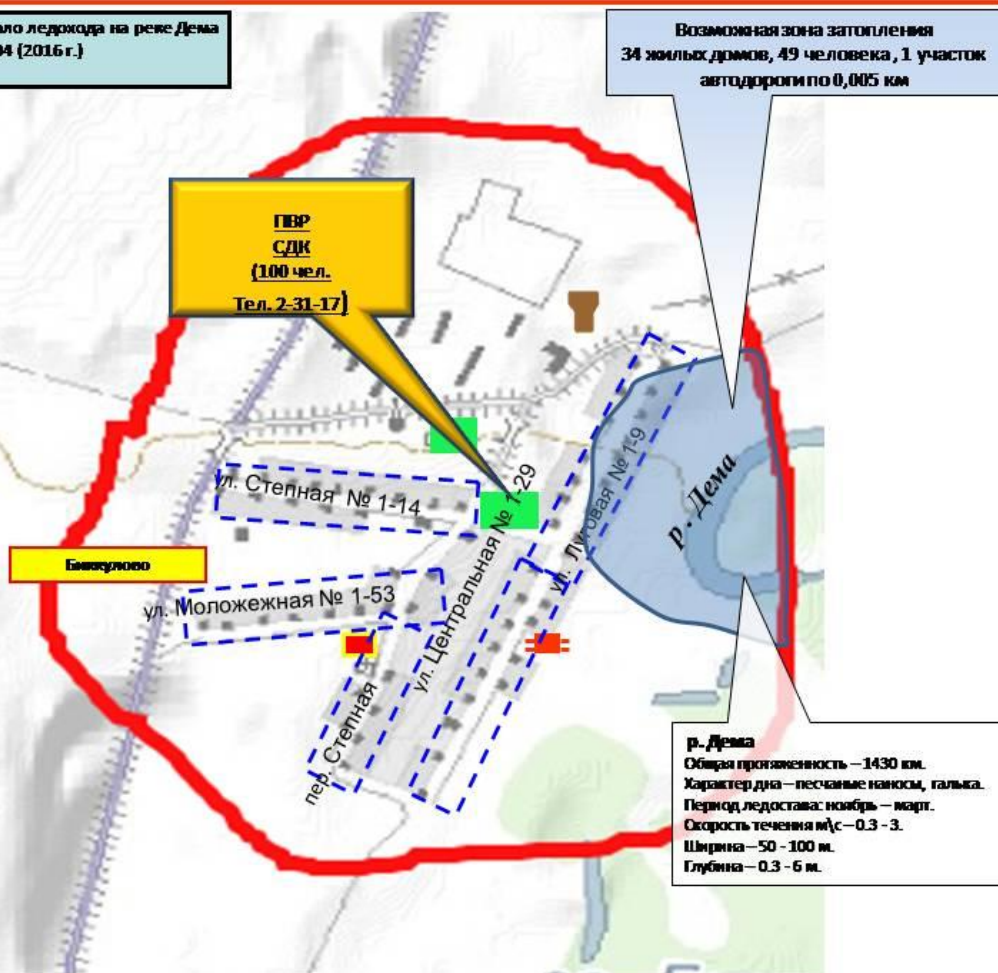 ло ледохода на реке Дема
04 (2016 г.)
Возможная зона затопления
34 жилых домов, 49 человека , 1 участок
автодороги по 0,005 км
ПВР
СДК
(100 чел.
Тел. 2-31-17)
ул. Степная № 1-14
ул. Центральная № 1-29
ул. Луговая № 1-9
р. Дема
Биккулово
ул. Моложежная № 1-53
пер. Степная
р. Дема
Общая протяженность – 1430 км.
Характер дна – песчаные наносы, галька.
Период ледостава: ноябрь – март.
Скорость течения м\с – 0.3 - 3.
Ширина – 50 - 100 м.
Глубина – 0.3 - 6 м.